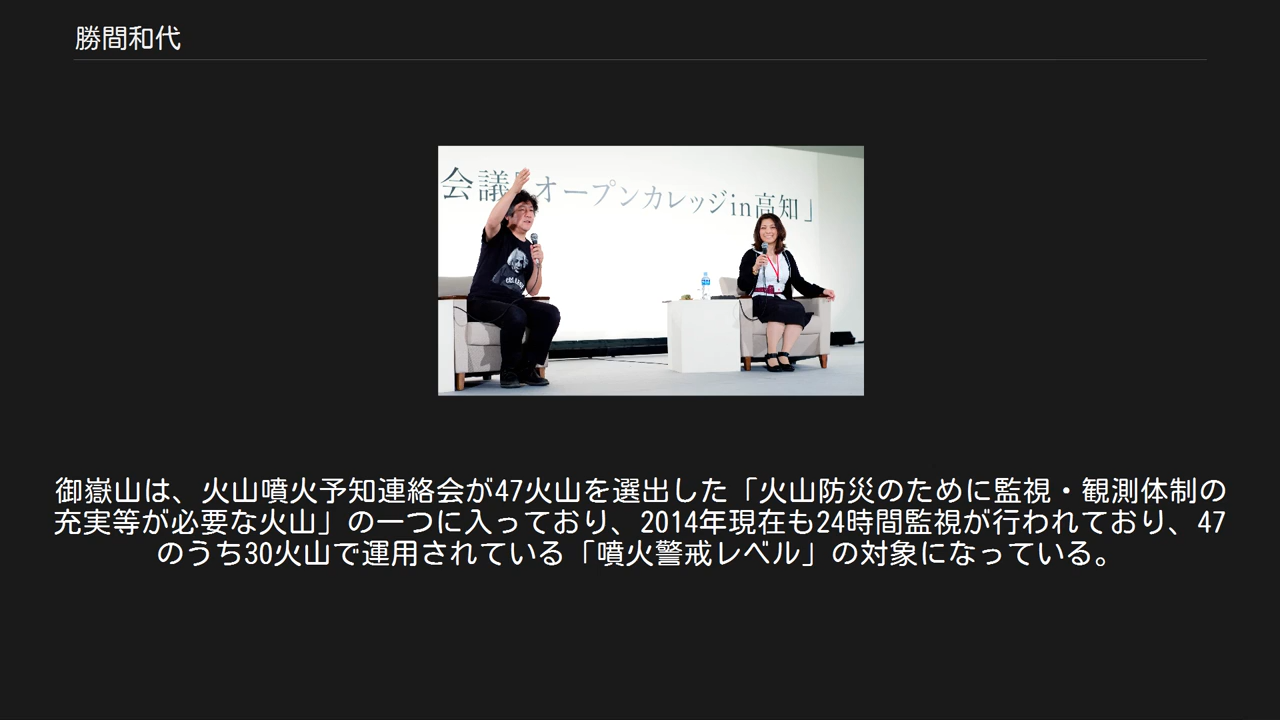 勝間和代
会議「オープンカレッジin高知」
御嶽山は、火山噴火予知連絡会が47火山を選出した「火山防災のために監視・観測体制の
充実等が必要な火山」の一つに入っており、2014年現在も24時間監視が行われており、47
のうち30火山で運用されている「噴火警戒レベル」の対象になっている。